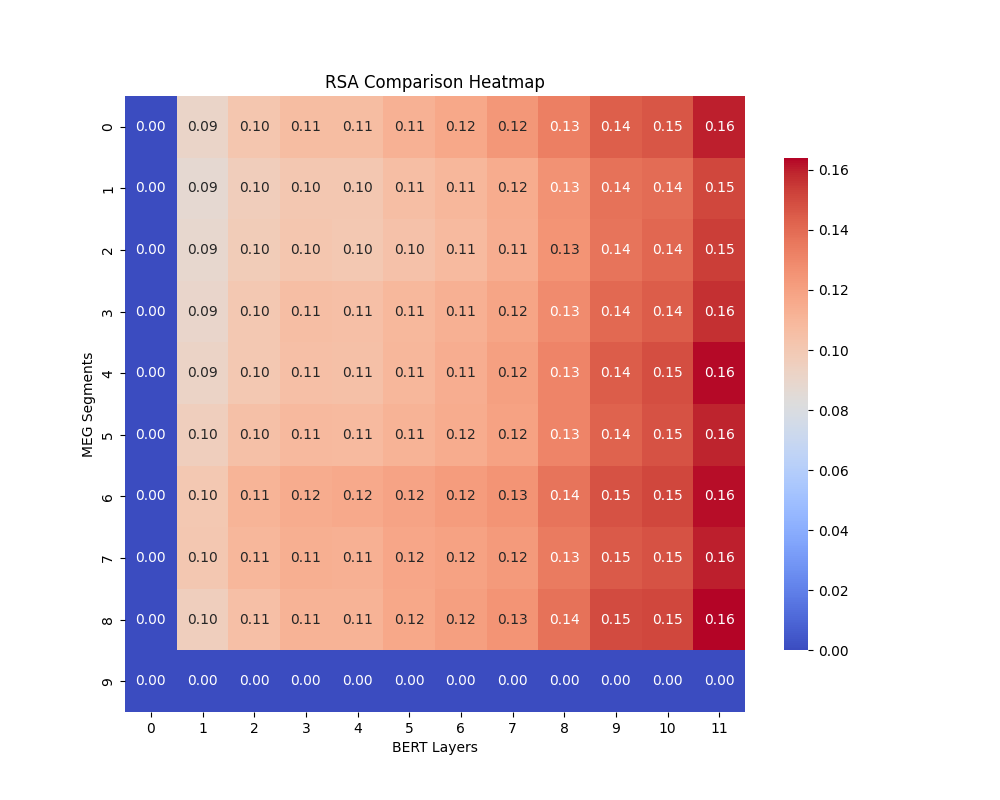 RSA Comparison Heatmap
0 0.00 0.09 0.10 0.11 0.11 0.11 0.12 0.12 0.13 0.14 0.15 0.16
1 0.00 0.09 0.10 0.10 0.10 0.11 0.11 0.12 0.13 0.14 0.14 0.15
2 0.00 0.09 0.10 0.10 0.10 0.10 0.11 0.11 0.13 0.14 0.14 0.15
3 0.00 0.09 0.10 0.11 0.11 0.11 0.11 0.12 0.13 0.14 0.14 0.16
4 0.00 0.09 0.10 0.11 0.11 0.11 0.11 0.12 0.13 0.14 0.15 0.16
5 0.00 0.10 0.10 0.11 0.11 0.11 0.12 0.12 0.13 0.14 0.15 0.16
6 0.00 0.10 0.11 0.12 0.12 0.12 0.12 0.13 0.14 0.15 0.15 0.16
7 0.00 0.10 0.11 0.11 0.11 0.12 0.12 0.12 0.13 0.15 0.15 0.16
8 0.00 0.10 0.11 0.11 0.11 0.12 0.12 0.13 0.14 0.15 0.15 0.16
9 0.00 0.00 0.00 0.00 0.00 0.00 0.00 0.00 0.00 0.00 0.00 0.00
0 1 2 3 4 5 6 7 8 9 10 11
BERT Layers
MEG Segments
0.16
0.14
0.12
0.10
0.08
0.06
0.04
0.02
0.00